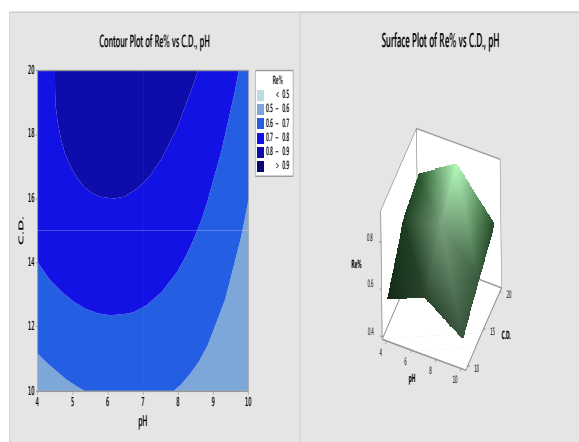 Contour Plot of Re% vs C.D., pH
Surface Plot of Re% vs C.D., pH
20
18
16
14
12
10
C.D.
4 5 6 7 8 9 10
pH
Re%
< 0.5
0.5 - 0.6
0.6 - 0.7
0.7 - 0.8
0.8 - 0.9
> 0.9
0.8
0.6
0.4
Re%
4 6 8 10
pH
10 15 20
C.D.